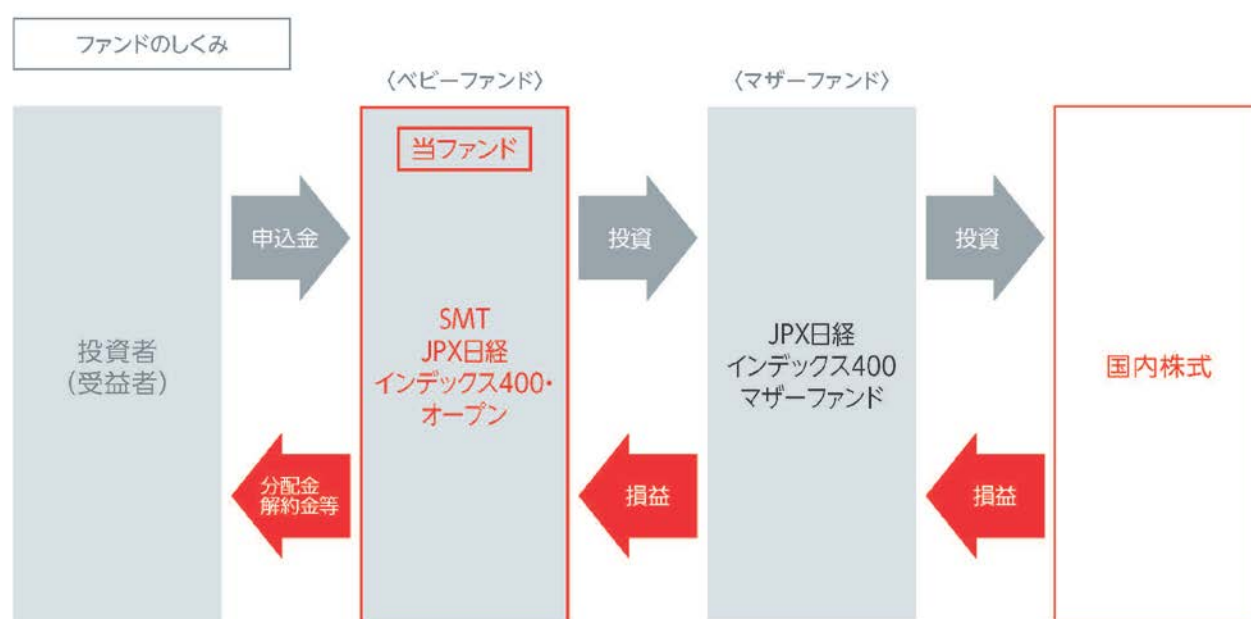 ファンドのしくみ
〈ベビーファンド〉
〈マザーファンド〉
当ファンド
申込金
投資
投資
投資者
(受益者)
SMT
JPX日経
インデックス400・
オープン
JPX日経
インデックス400
マザーファンド
国内株式
分配金
解約金等
損益
損益